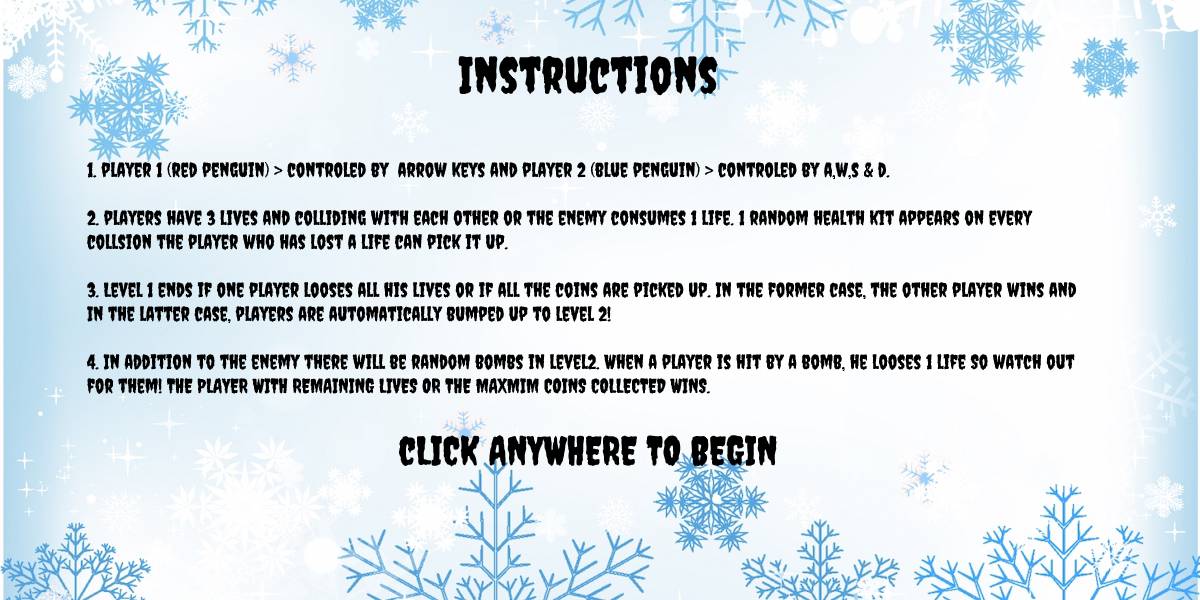 INSTRUCTIONS
1. PLAYER 1 (RED PENGUIN) > CONTROLED BY  ARROW KEYS AND PLAYER 2 (BLUE PENGUIN) > CONTROLED BY A,W,S & D.
2. PLAYERS HAVE 3 LIVES AND COLLIDING WITH EACH OTHER OR THE ENEMY CONSUMES 1 LIFE. 1 RANDOM HEALTH KIT APPEARS ON EVERY
COLLSION THE PLAYER WHO HAS LOST A LIFE CAN PICK IT UP.
3. LEVEL 1 ENDS IF ONE PLAYER LOOSES ALL HIS LIVES OR IF ALL THE COINS ARE PICKED UP. IN THE FORMER CASE, THE OTHER PLAYER WINS AND
IN THE LATTER CASE, PLAYERS ARE AUTOMATICALLY BUMPED UP TO LEVEL 2!
4. IN ADDITION TO THE ENEMY THERE WILL BE RANDOM BOMBS IN LEVEL2. WHEN A PLAYER IS HIT BY A BOMB, HE LOOSES 1 LIFE SO WATCH OUT
FOR THEM! THE PLAYER WITH REMAINING LIVES OR THE MAXMIM COINS COLLECTED WINS.
CLICK ANYWHERE TO BEGIN